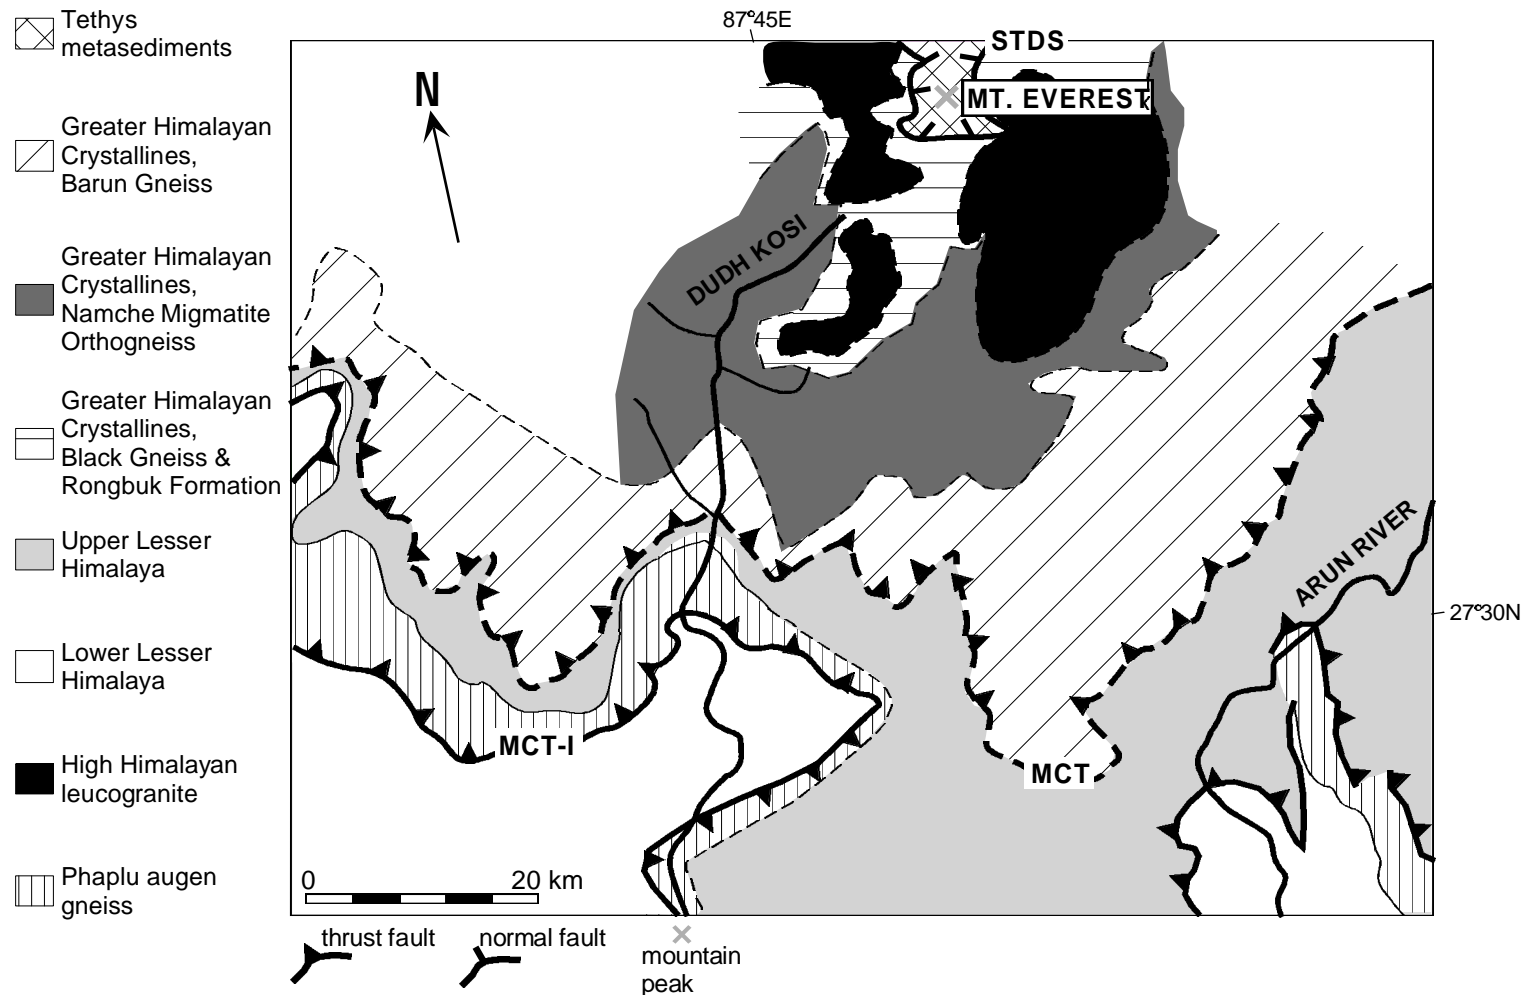 Tethys
metasediments
Greater Himalayan
Crystallines,
Barun Gneiss
Greater Himalayan
Crystallines,
Namche Migmatite
Orthogneiss
Greater Himalayan
Crystallines,
Black Gneiss &
Rongbuk Formation
Upper Lesser
Himalaya
Lower Lesser
Himalaya
High Himalayan
leucogranite
Phaplu augen
gneiss
87°45E
N
STDS
MT. EVEREST
DUDH KOSI
ARUN RIVER
27°30N
MCT-I
MCT
0 20 km
thrust fault
normal fault
mountain
peak